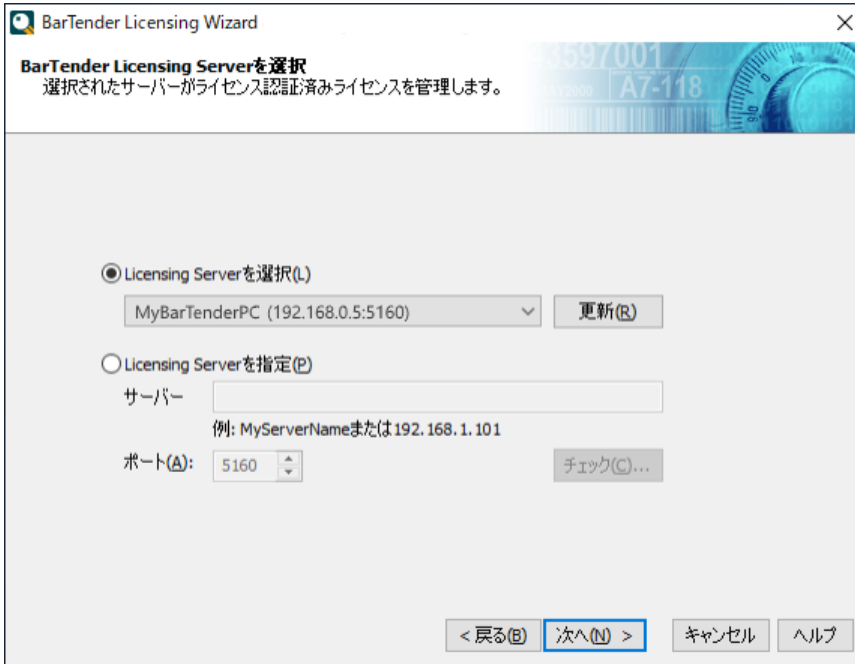 BarTender Licensing Wizard
BarTender Licensing Serverを選択
選択されたサーバーがライセンス認証済みライセンスを管理します。
43597001
MAY2000
A7-118
Licensing Serverを選択(L)
MyBarTenderPC (192.168.0.5:5160)
更新(R)
Licensing Serverを指定(P)
サーバー
例: MyServerNameまたは192.168.1.101
ポート(A):
5160
チェック(C)...
< 戻る(B)
次へ(N) >
キャンセル
ヘルプ